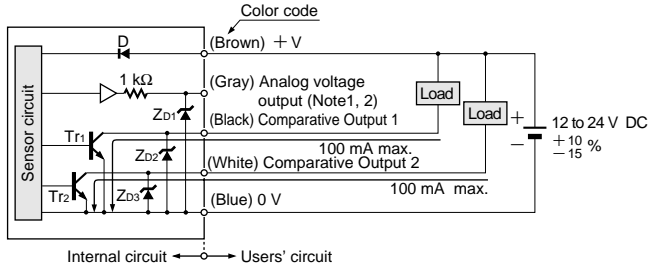 Color code
D
(Brown) + V
1 kΩ
(Gray) Analog voltage
output (Note1, 2)
Load
Load
Sensor circuit
ZD1
(Black) Comparative Output 1
+
12 to 24 V DC
Tr1
100 mA max.
−
+10
−15 %
ZD2
(White) Comparative Output 2
Tr2
ZD3
100 mA max.
(Blue) 0 V
Internal circuit
Users' circuit